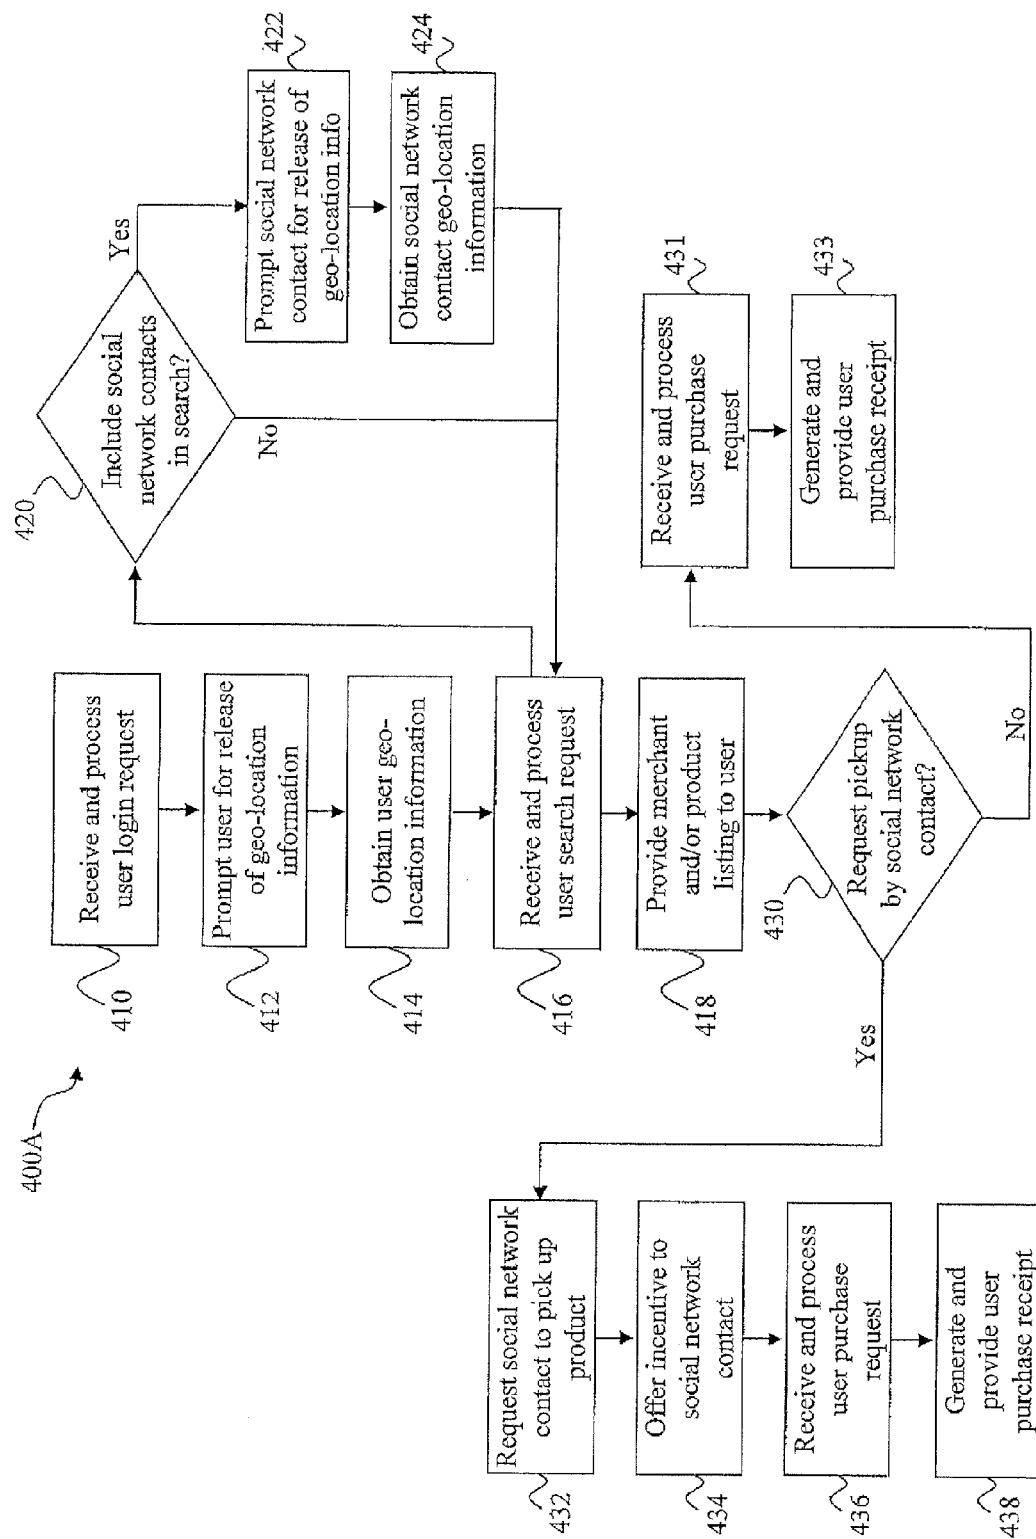 400A
410
Receive and process
user login request
412
Prompt user for release
of geo-location
information
414
Obtain user geo-
location information
416
Receive and process
user search request
418
Provide merchant
and/or product
listing to user
420
Include social
network contacts
in search?
Yes
No
422
Prompt social network
contact for release of
geo-location info
424
Obtain social network
contact geo-location
information
430
Request pickup
by social network
contact?
Yes
No
431
Receive and process
user purchase
request
433
Generate and
provide user
purchase receipt
432
Request social network
contact to pick up
product
434
Offer incentive to
social network
contact
436
Receive and process
user purchase
request
438
Generate and
provide user
purchase receipt